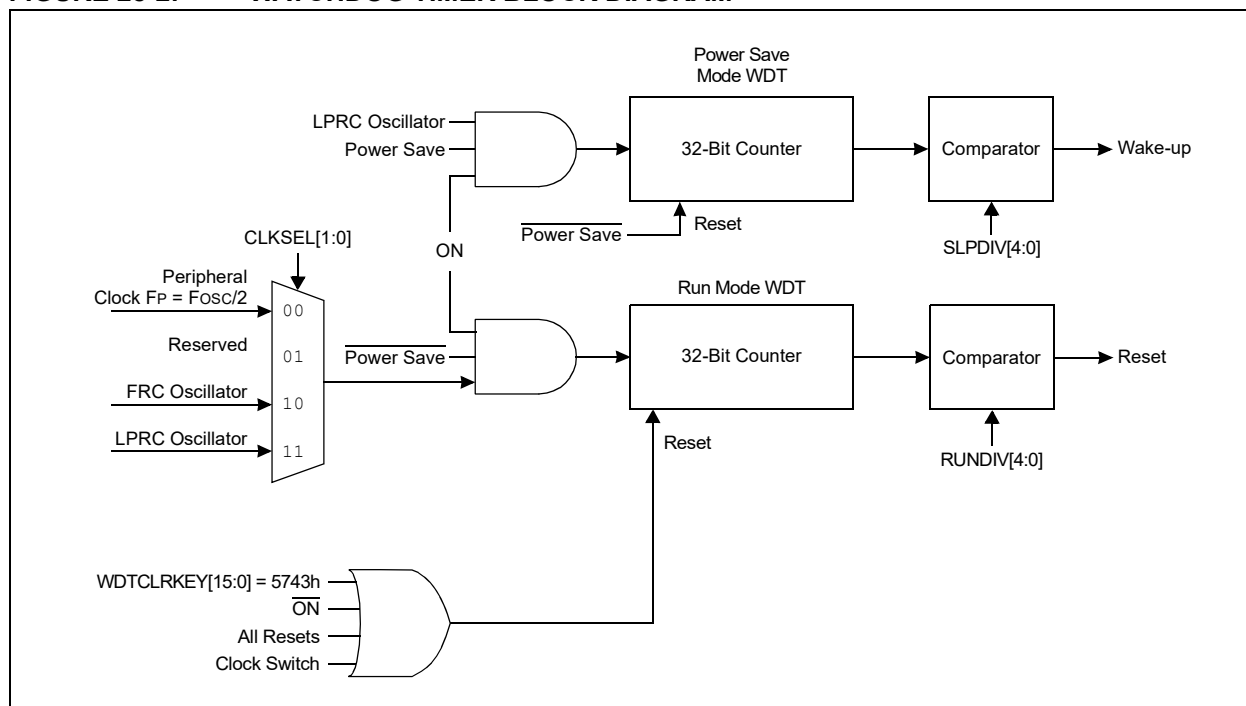 Power Save
Mode WDT
LPRC Oscillator
Power Save
32-Bit Counter
Comparator
Wake-up
Power Save
Reset
SLPDIV[4:0]
ON
CLKSEL[1:0]
Peripheral
Clock FP = FOSC/2
00
Reserved
01
FRC Oscillator
10
LPRC Oscillator
11
Run Mode WDT
Power Save
32-Bit Counter
Comparator
Reset
Reset
RUNDIV[4:0]
WDTCLRKEY[15:0] = 5743h
ON
All Resets
Clock Switch